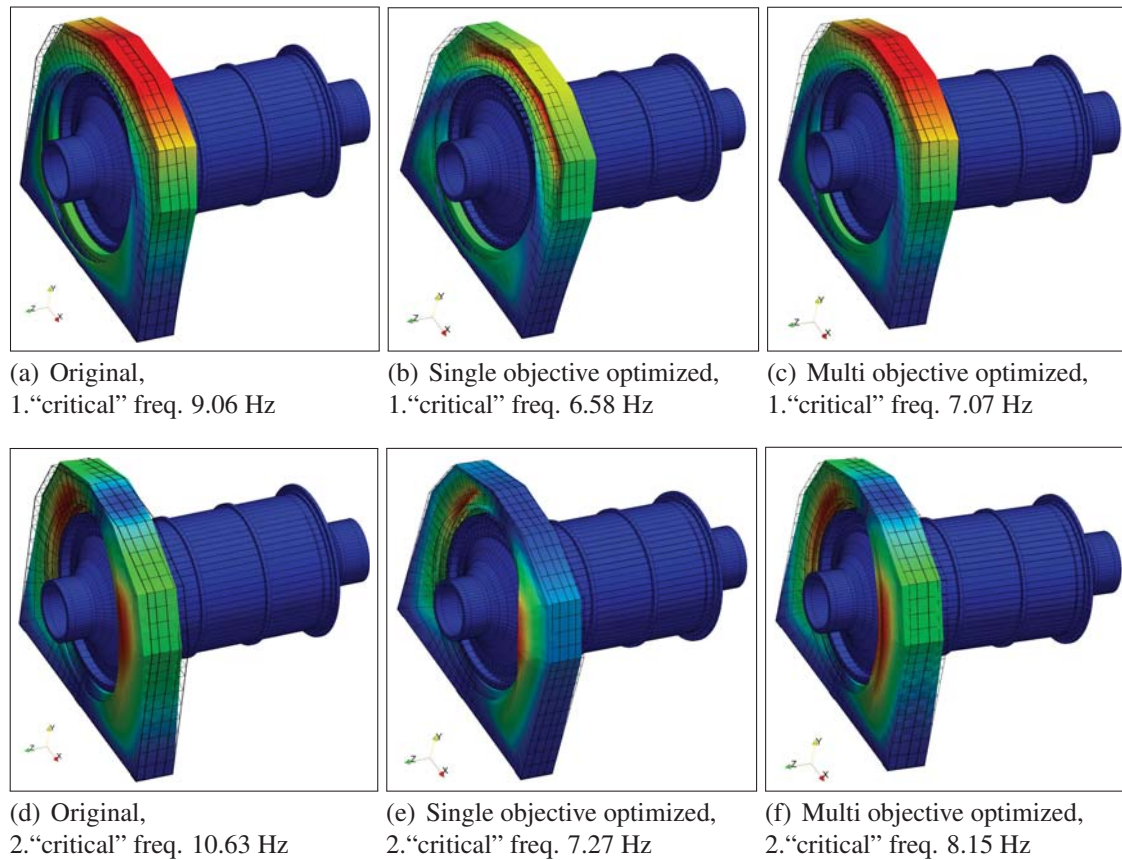 Y
Z
X
Y
Z
X
Y
Z
X
(a) Original,
1.“critical” freq. 9.06 Hz
(b) Single objective optimized,
1.“critical” freq. 6.58 Hz
(c) Multi objective optimized,
1.“critical” freq. 7.07 Hz
Y
Z
X
Y
Z
X
Y
Z
X
(d) Original,
2.“critical” freq. 10.63 Hz
(e) Single objective optimized,
2.“critical” freq. 7.27 Hz
(f) Multi objective optimized,
2.“critical” freq. 8.15 Hz